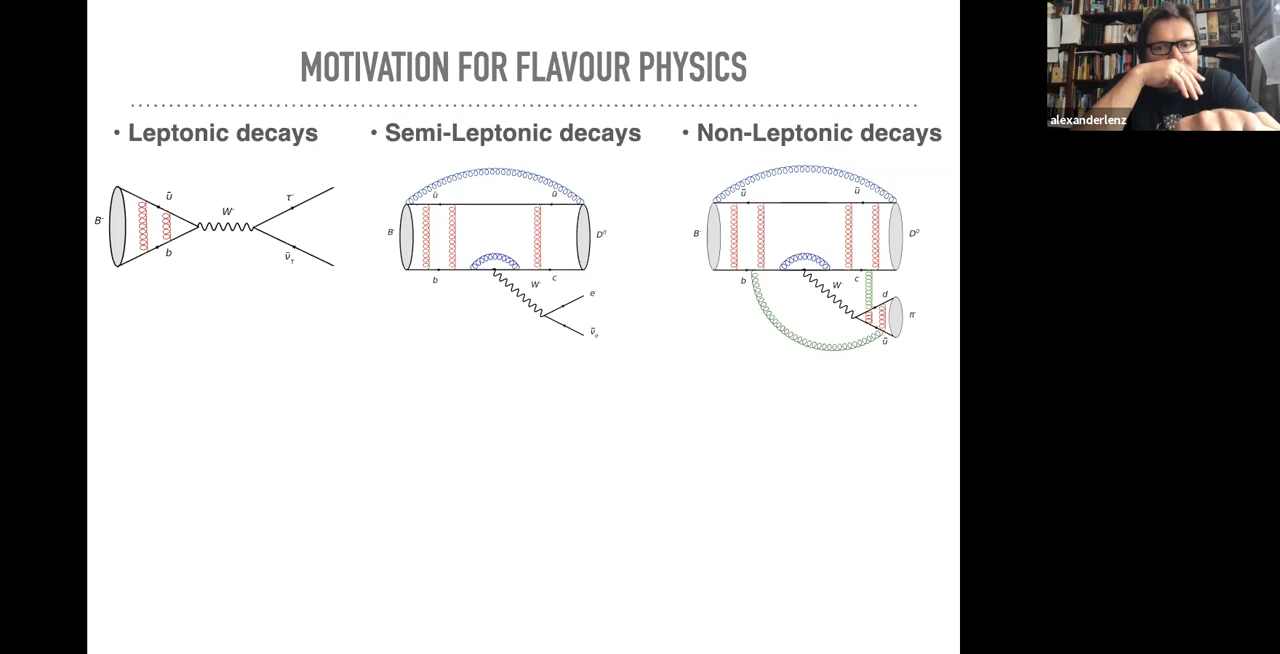 MOTIVATION FOR FLAVOUR PHYSICS
• Leptonic decays
• Semi-Leptonic decays
• Non-Leptonic decays
B⁻
ū
b
W⁻
τ⁻
ν̄τ
B⁻
ū
ū
D⁰
b
W⁻
c
e⁻
ν̄e
B⁻
ū
ū
D⁰
b
W⁻
c
d
π⁻
ū
alexanderlenz